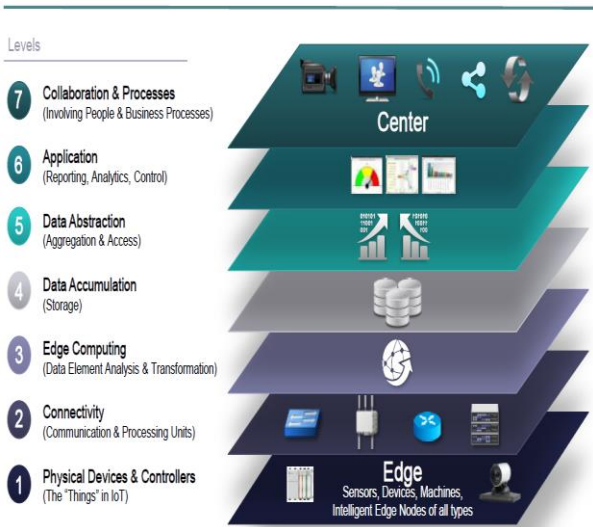 Levels
7
Collaboration & Processes
(Involving People & Business Processes)
6
Application
(Reporting, Analytics, Control)
5
Data Abstraction
(Aggregation & Access)
4
Data Accumulation
(Storage)
3
Edge Computing
(Data Element Analysis & Transformation)
2
Connectivity
(Communication & Processing Units)
1
Physical Devices & Controllers
(The "Things" in IoT)
Center
Edge
Sensors, Devices, Machines,
Intelligent Edge Nodes of all types